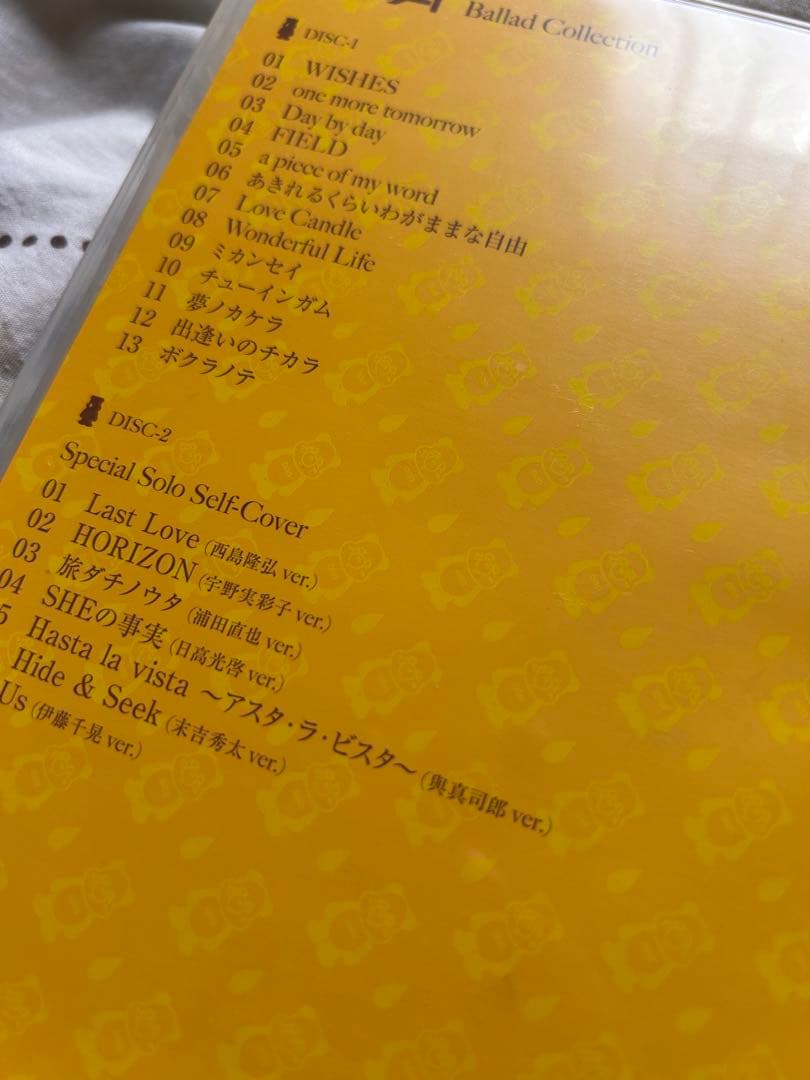 Ballad Collection
DISC-1
01 WISHES
02 one more tomorrow
03 Day by day
04 FIELD
05 a piece of my word
06 あきれるくらいわがままな自由
07 Love Candle
08 Wonderful Life
09 ミカンセイ
10 チューインガム
11 夢ノカケラ
12 出逢いのチカラ
13 ボクラノテ
DISC-2
Special Solo Self-Cover
01 Last Love (西島隆弘 ver.)
02 HORIZON (宇野実彩子 ver.)
03 旅ダチノウタ (浦田直也 ver.)
04 SHEの事実 (日高光啓 ver.)
5 Hasta la vista ～アスタ・ラ・ビスタ～ (與真司郎 ver.)
Hide & Seek (末吉秀太 ver.)
Us (伊藤千晃 ver.)